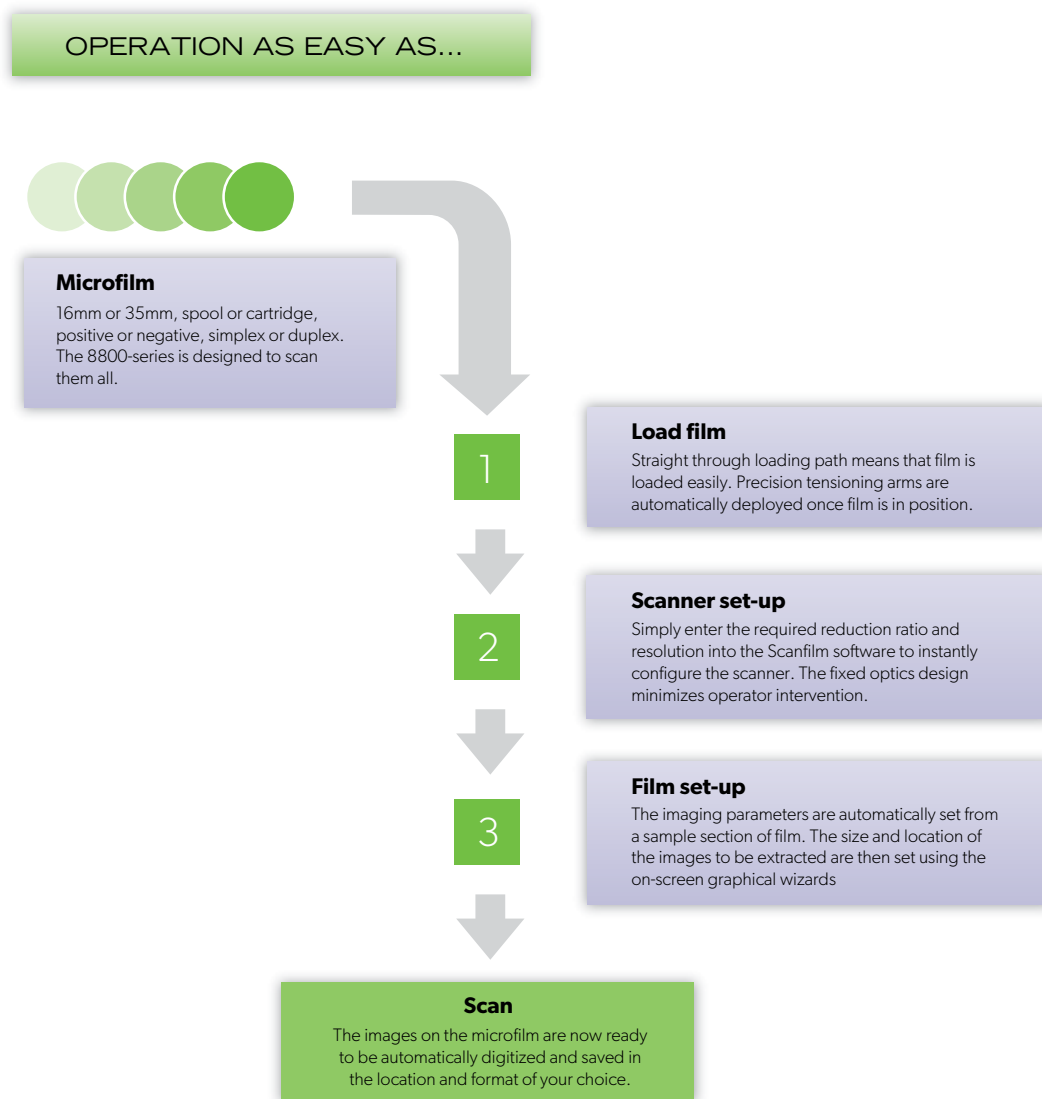 OPERATION AS EASY AS...
Microfilm
16mm or 35mm, spool or cartridge,
positive or negative, simplex or duplex.
The 8800-series is designed to scan
them all.
1
Load film
Straight through loading path means that film is
loaded easily. Precision tensioning arms are
automatically deployed once film is in position.
2
Scanner set-up
Simply enter the required reduction ratio and
resolution into the Scanfilm software to instantly
configure the scanner. The fixed optics design
minimizes operator intervention.
3
Film set-up
The imaging parameters are automatically set from
a sample section of film. The size and location of
the images to be extracted are then set using the
on-screen graphical wizards
Scan
The images on the microfilm are now ready
to be automatically digitized and saved in
the location and format of your choice.